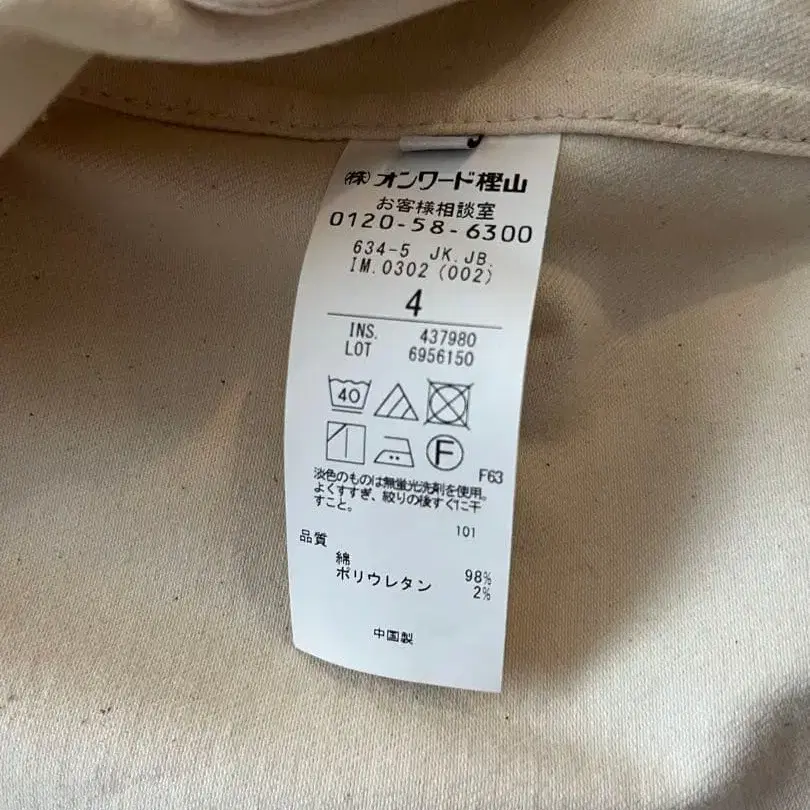 (株)オンワード樫山
お客様相談室
0120-58-6300
634-5 JK.JB.
IM.0302 (002)
4
INS. 437980
LOT 6956150
40
F
F63
淡色のものは無蛍光洗剤を使用。
よくすすぎ、絞りの後すぐに干
すこと。
101
品質
綿 98%
ポリウレタン 2%
中国製